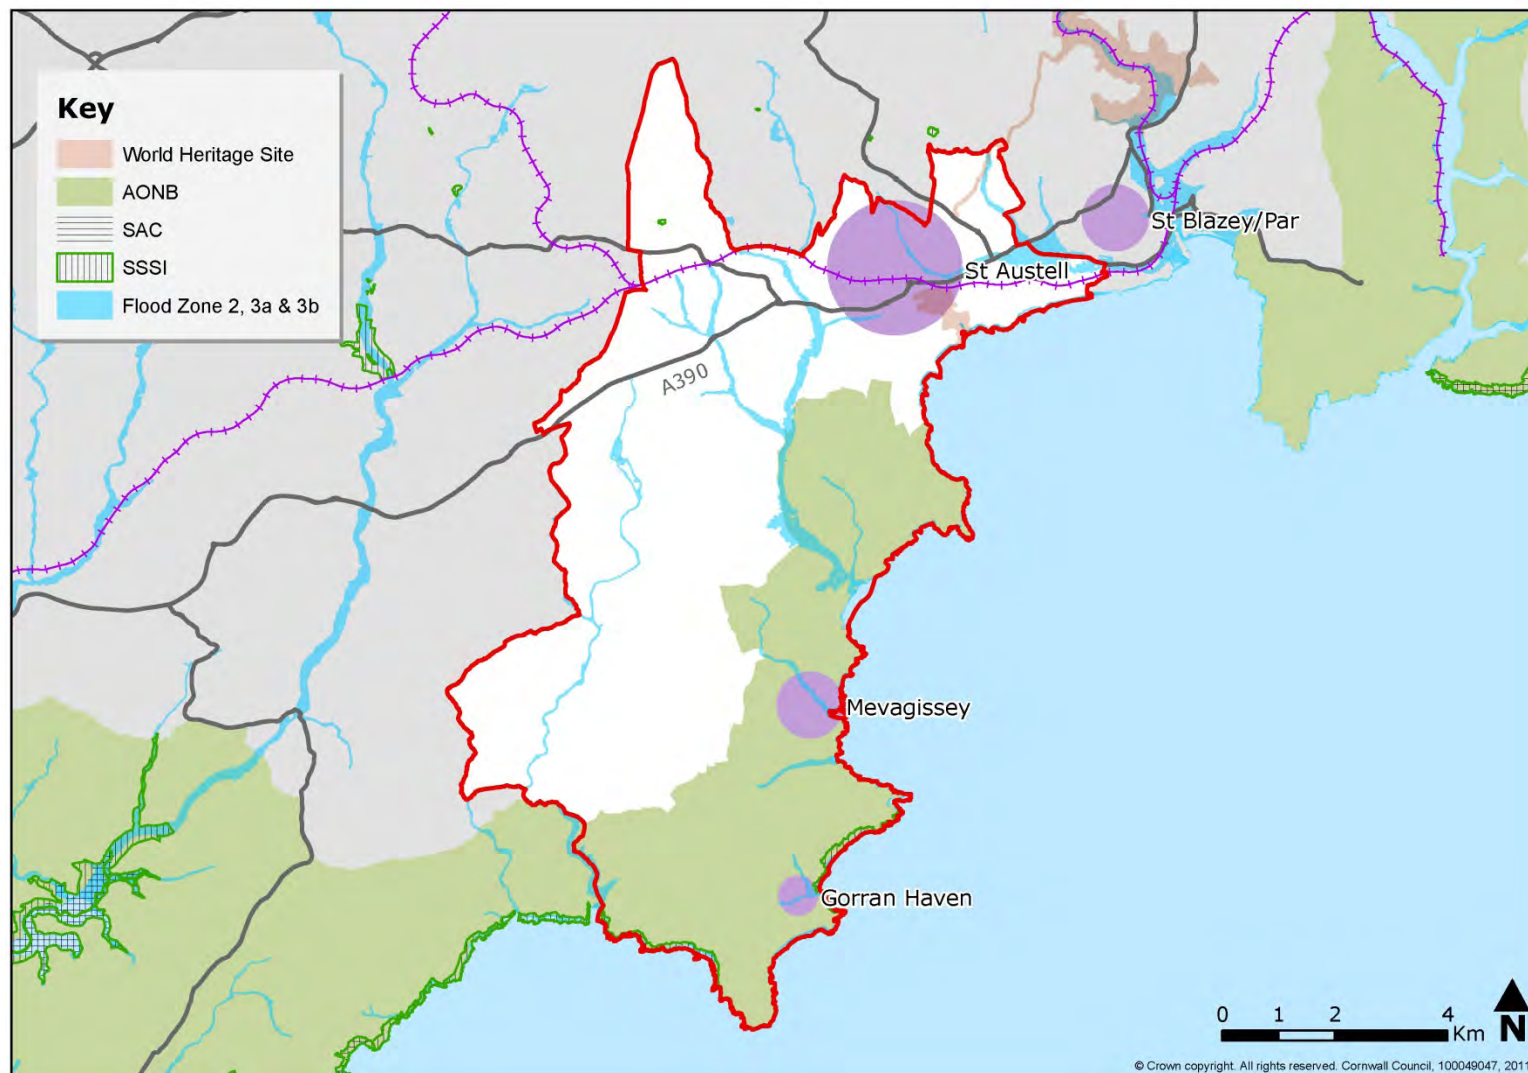 Key
World Heritage Site
AONB
SAC
SSSI
Flood Zone 2, 3a & 3b
St Blazey/Par
St Austell
A390
Mevagissey
Gorran Haven
0 1 2 4
Km
N
© Crown copyright. All rights reserved. Cornwall Council, 100049047, 2011